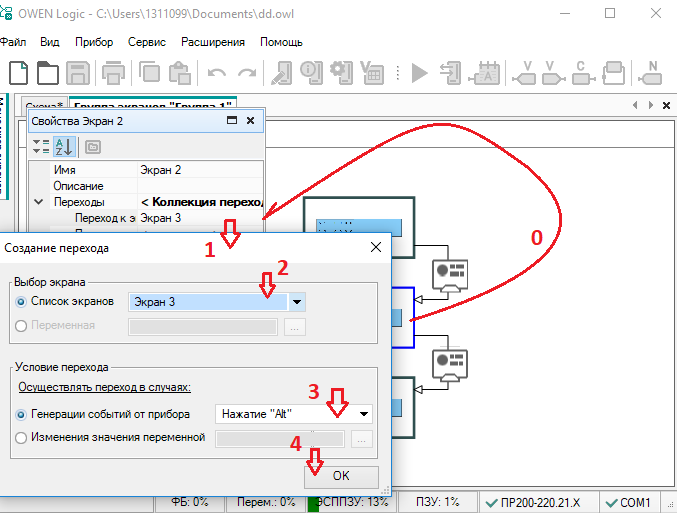 OWEN Logic - C:\Users\1311099\Documents\dd.owl
Файл Вид Прибор Сервис Расширения Помощь
V V C N
Схема* Группа экранов "Группа 1"
Свойства Экран 2
A Z
Имя Экран 2
Описание
Переходы < Коллекция переход
Переход к э Экран 3
0
1
Создание перехода
2
Выбор экрана
Список экранов Экран 3
Переменная ...
Условие перехода
Осуществлять переход в случаях:
3
Генерации событий от прибора Нажатие "Alt"
Изменения значения переменной ...
4
OK
ФБ: 0% Перем.: 0% ЭСППЗУ: 13% ПЗУ: 1% ПР200-220.21.X COM1